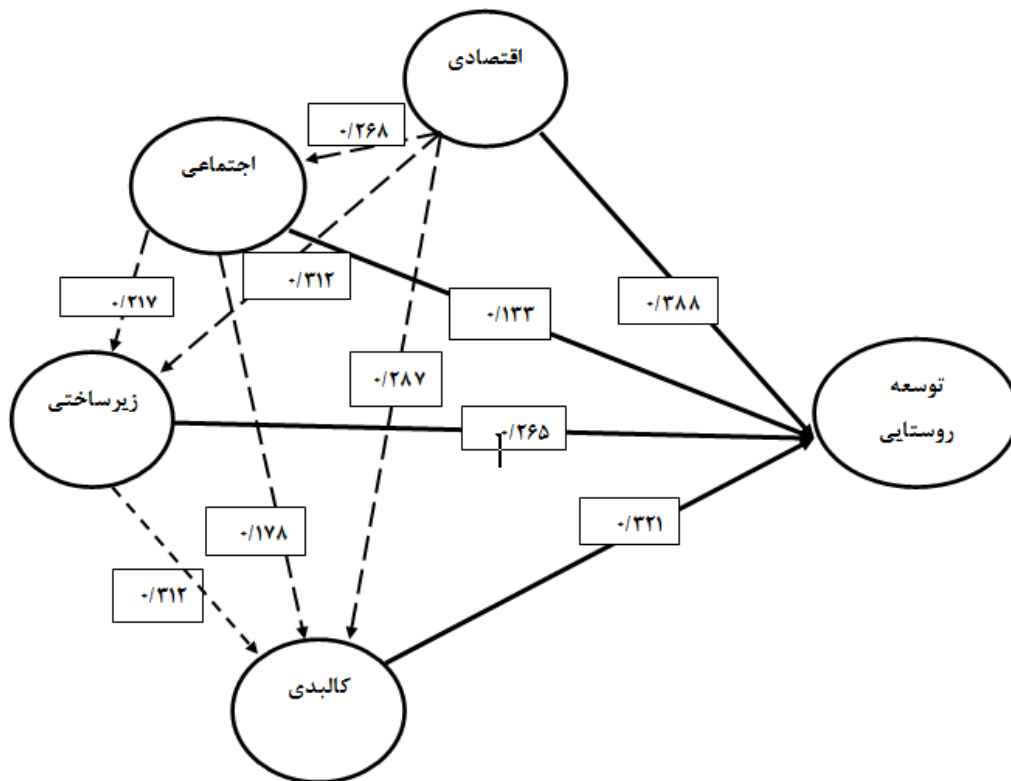 اقتصادی
۰/۲۶۸
اجتماعی
۰/۳۱۲
۰/۲۱۷
۰/۱۳۳
۰/۳۸۸
۰/۲۸۷
زیرساختی
توسعه
روستایی
۰/۲۶۵
۰/۱۷۸
۰/۳۲۱
۰/۳۱۲
کالبدی